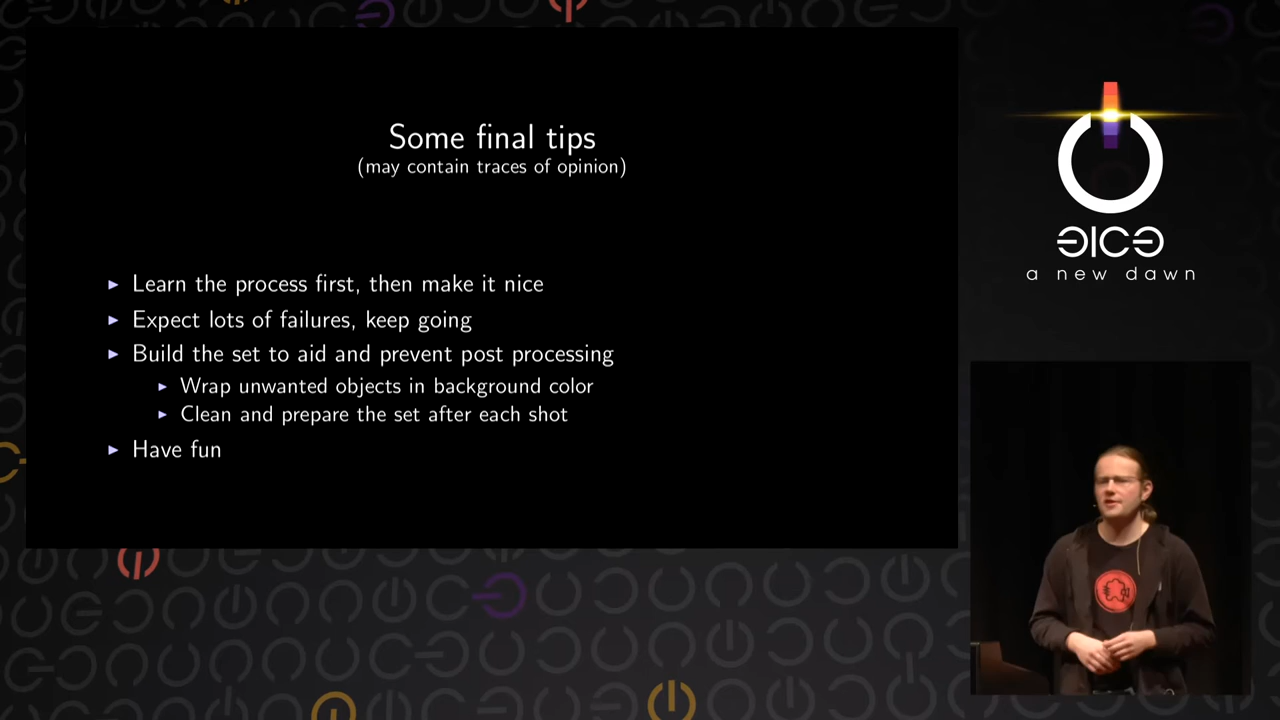 Some final tips
(may contain traces of opinion)
Learn the process first, then make it nice
Expect lots of failures, keep going
Build the set to aid and prevent post processing
Wrap unwanted objects in background color
Clean and prepare the set after each shot
Have fun
a new dawn